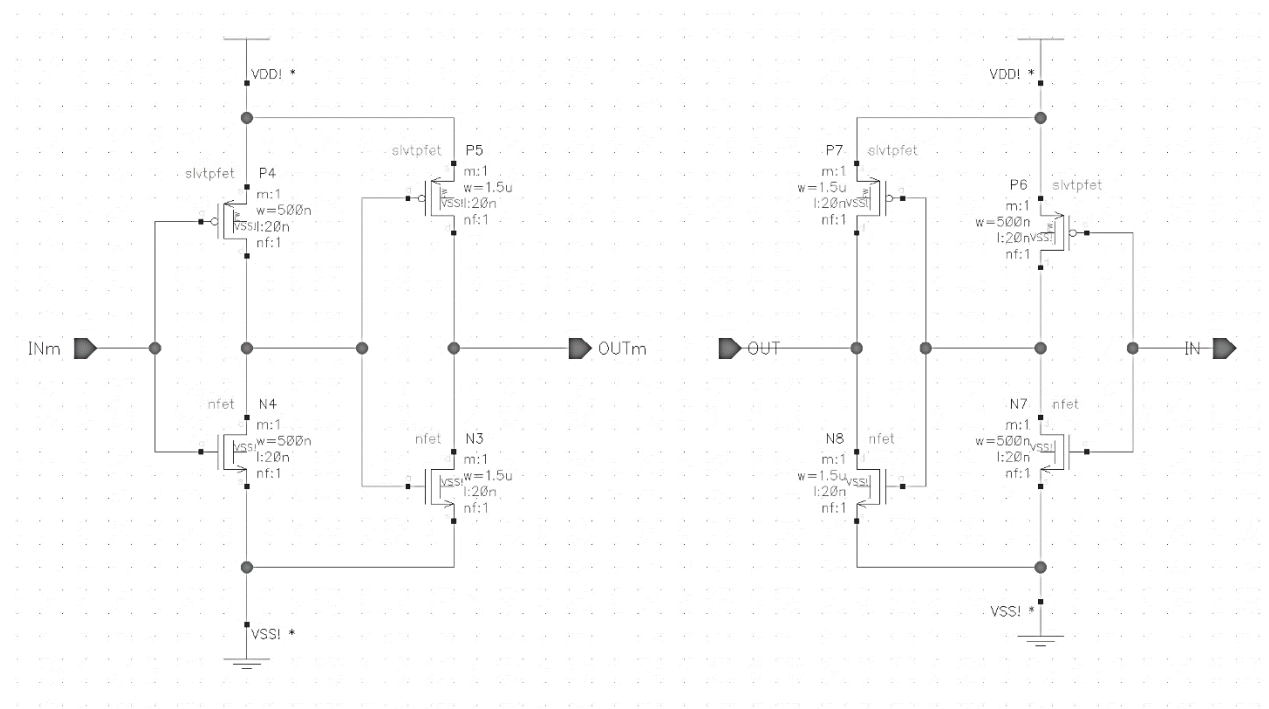 VDD! *
VDD! *
slvtpfet P5
m:1
w=1.5u
l:20n
nf:1
VSS!
P7 slvtpfet
m:1
w=1.5u
l:20n
nf:1
VSS!
slvtpfet P4
m:1
w=500n
l:20n
nf:1
VSS!
P6 slvtpfet
m:1
w=500n
l:20n
nf:1
VSS!
INm
OUTm
OUT
IN
nfet N4
m:1
w=500n
l:20n
nf:1
VSS!
N7 nfet
m:1
w=500n
l:20n
nf:1
VSS!
nfet N3
m:1
w=1.5u
l:20n
nf:1
VSS!
N8 nfet
m:1
w=1.5u
l:20n
nf:1
VSS!
VSS! *
VSS! *